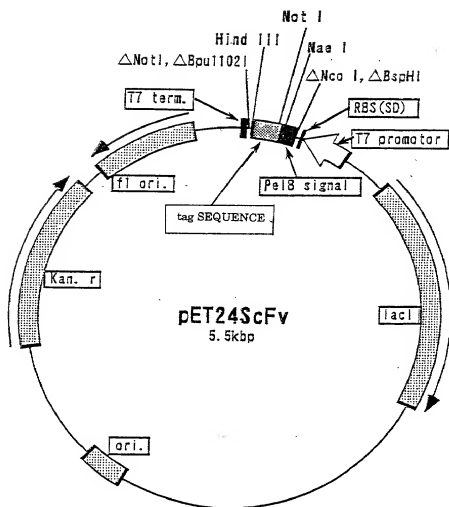 Not I
Hind III
Nae I
△NotI, △Bpu1102I
△Nco I, △BspHI
T7 term.
RBS(SD)
T7 promotor
f1 ori.
PelB signal
tag SEQUENCE
Kan. r
lacI
pET24ScFv
5.5kbp
ori.